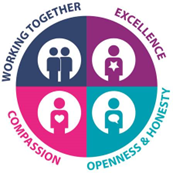 WORKING TOGETHER
EXCELLENCE
COMPASSION
OPENNESS & HONESTY